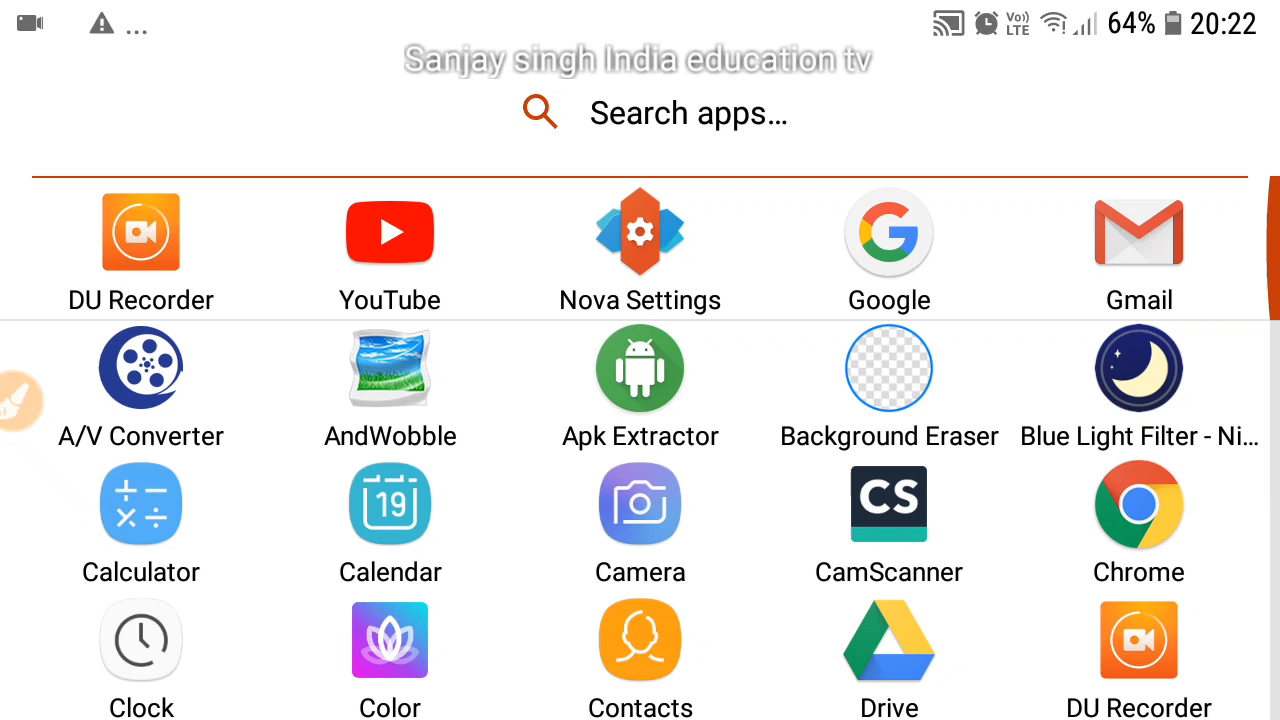 ... Vo)) LTE 64% 20:22
Sanjay singh India education tv
Search apps...
DU Recorder YouTube Nova Settings Google Gmail
A/V Converter AndWobble Apk Extractor Background Eraser Blue Light Filter - Ni...
19 CS
Calculator Calendar Camera CamScanner Chrome
Clock Color Contacts Drive DU Recorder